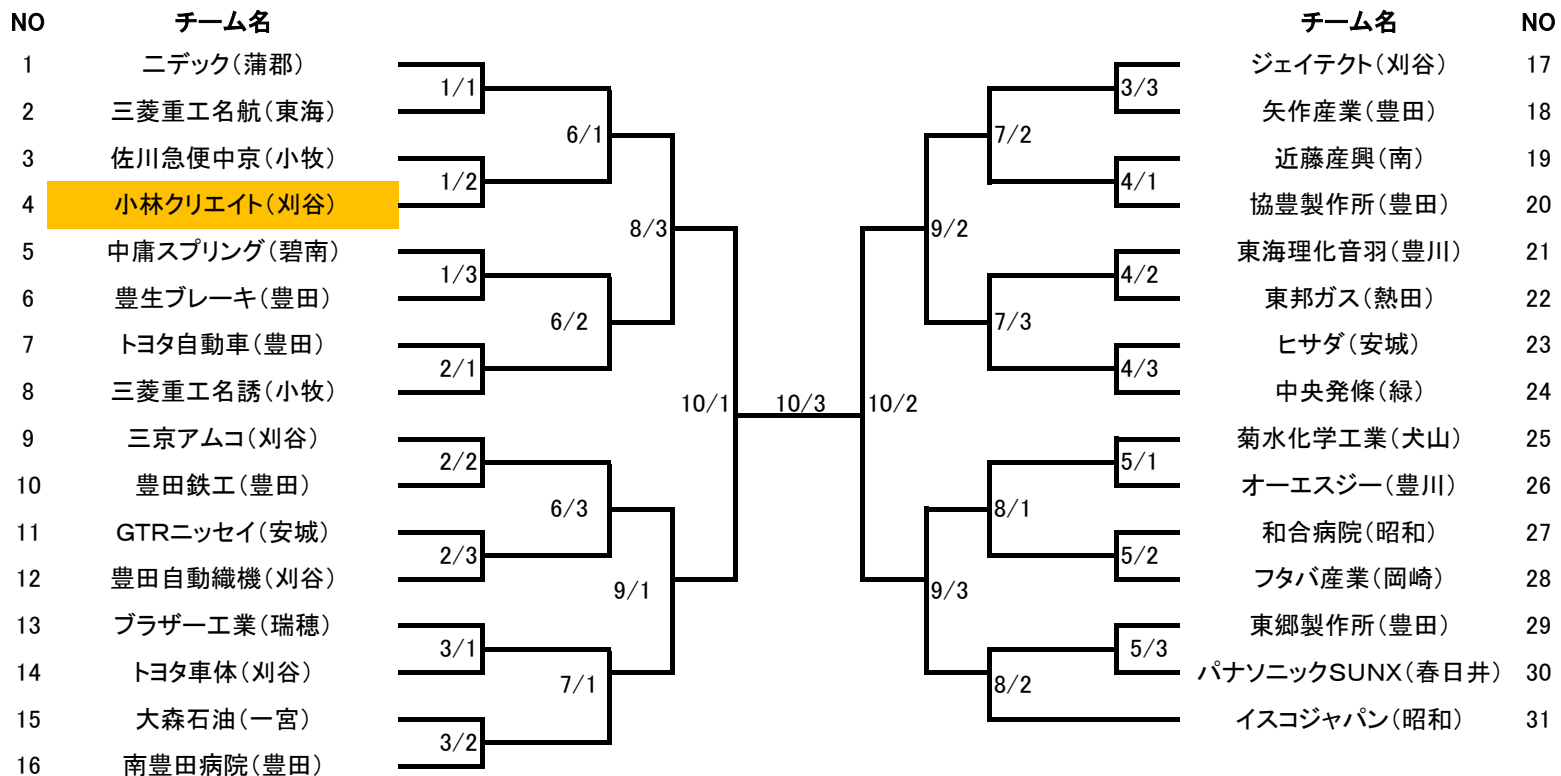 NO チーム名 チーム名 NO
1 ニデック(蒲郡) ジェイテクト(刈谷) 17
1/1 3/3
2 三菱重工名航(東海) 矢作産業(豊田) 18
6/1 7/2
3 佐川急便中京(小牧) 近藤産興(南) 19
1/2 4/1
4 小林クリエイト(刈谷) 協豊製作所(豊田) 20
8/3 9/2
5 中庸スプリング(碧南) 東海理化音羽(豊川) 21
1/3 4/2
6 豊生ブレーキ(豊田) 東邦ガス(熱田) 22
6/2 7/3
7 トヨタ自動車(豊田) ヒサダ(安城) 23
2/1 4/3
8 三菱重工名誘(小牧) 中央発條(緑) 24
10/1 10/3 10/2
9 三京アムコ(刈谷) 菊水化学工業(犬山) 25
2/2 5/1
10 豊田鉄工(豊田) オーエスジー(豊川) 26
6/3 8/1
11 GTRニッセイ(安城) 和合病院(昭和) 27
2/3 5/2
12 豊田自動織機(刈谷) フタバ産業(岡崎) 28
9/1 9/3
13 ブラザー工業(瑞穂) 東郷製作所(豊田) 29
3/1 5/3
14 トヨタ車体(刈谷) パナソニックSUNX(春日井) 30
7/1 8/2
15 大森石油(一宮) イスコジャパン(昭和) 31
3/2
16 南豊田病院(豊田)